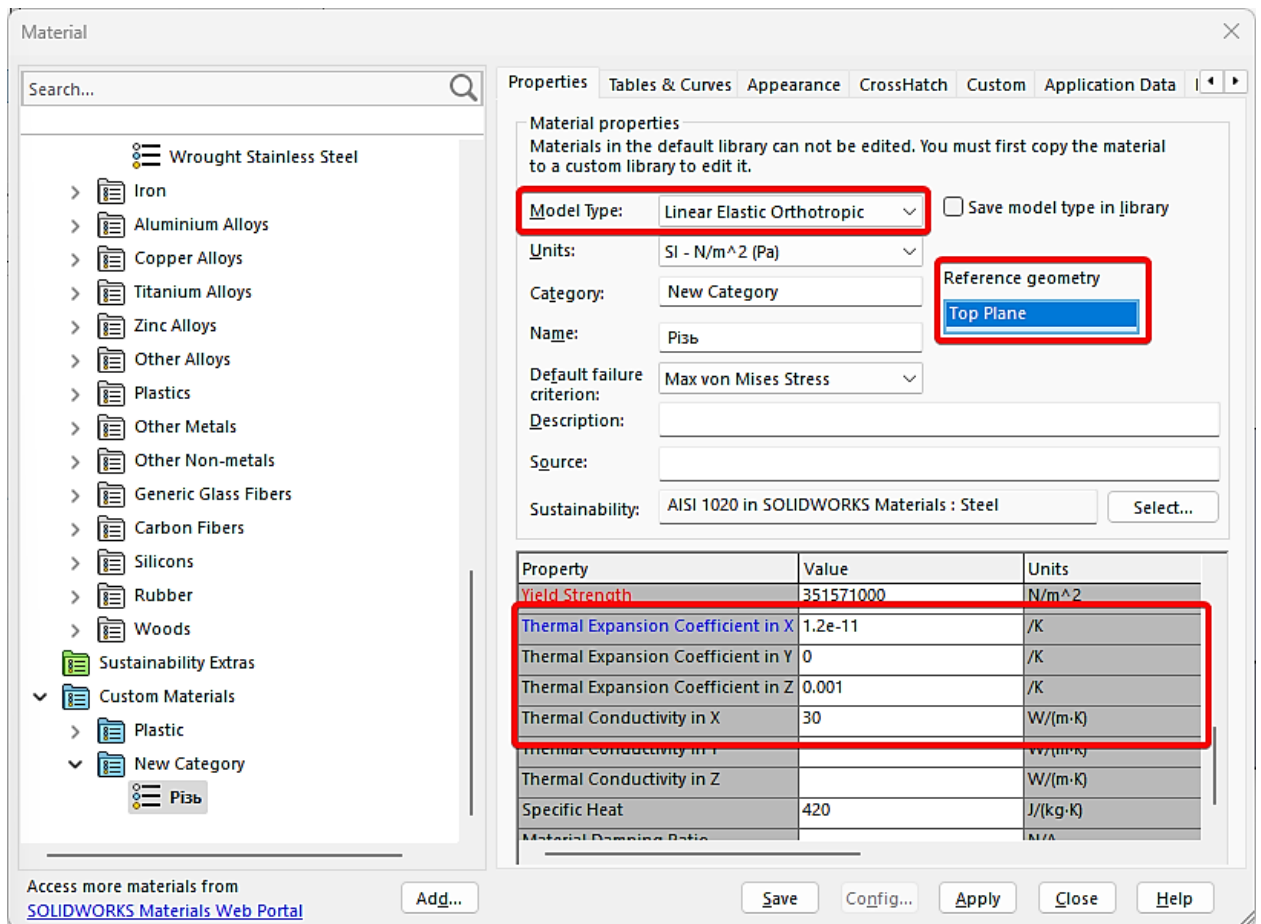 Material
Search...
Wrought Stainless Steel
Iron
Aluminium Alloys
Copper Alloys
Titanium Alloys
Zinc Alloys
Other Alloys
Plastics
Other Metals
Other Non-metals
Generic Glass Fibers
Carbon Fibers
Silicons
Rubber
Woods
Sustainability Extras
Custom Materials
Plastic
New Category
Різь
Access more materials from
SOLIDWORKS Materials Web Portal
Add...
Properties Tables & Curves Appearance CrossHatch Custom Application Data
Material properties
Materials in the default library can not be edited. You must first copy the material
to a custom library to edit it.
Model Type: Linear Elastic Orthotropic Save model type in library
Units: SI - N/m^2 (Pa)
Reference geometry
Category: New Category
Top Plane
Name: Різь
Default failure
criterion: Max von Mises Stress
Description:
Source:
Sustainability: AISI 1020 in SOLIDWORKS Materials : Steel Select...
Property Value Units
Yield Strength 351571000 N/m^2
Thermal Expansion Coefficient in X 1.2e-11 /K
Thermal Expansion Coefficient in Y 0 /K
Thermal Expansion Coefficient in Z 0.001 /K
Thermal Conductivity in X 30 W/(m·K)
Thermal Conductivity in Y W/(m·K)
Thermal Conductivity in Z W/(m·K)
Specific Heat 420 J/(kg·K)
Material Damping Ratio N/A
Save Config... Apply Close Help